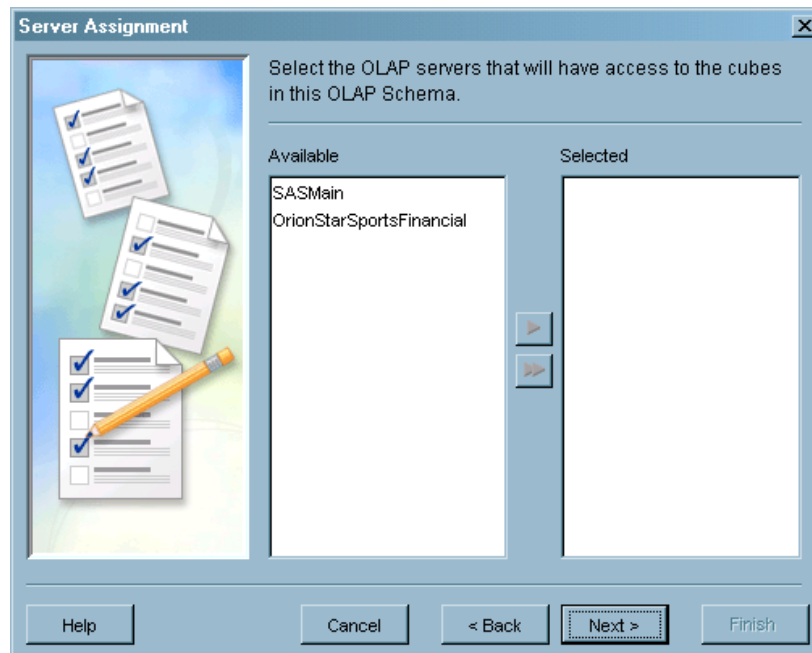 Server Assignment
Select the OLAP servers that will have access to the cubes
in this OLAP Schema.
Available
Selected
SASMain
OrionStarSportsFinancial
Help
Cancel
< Back
Next >
Finish